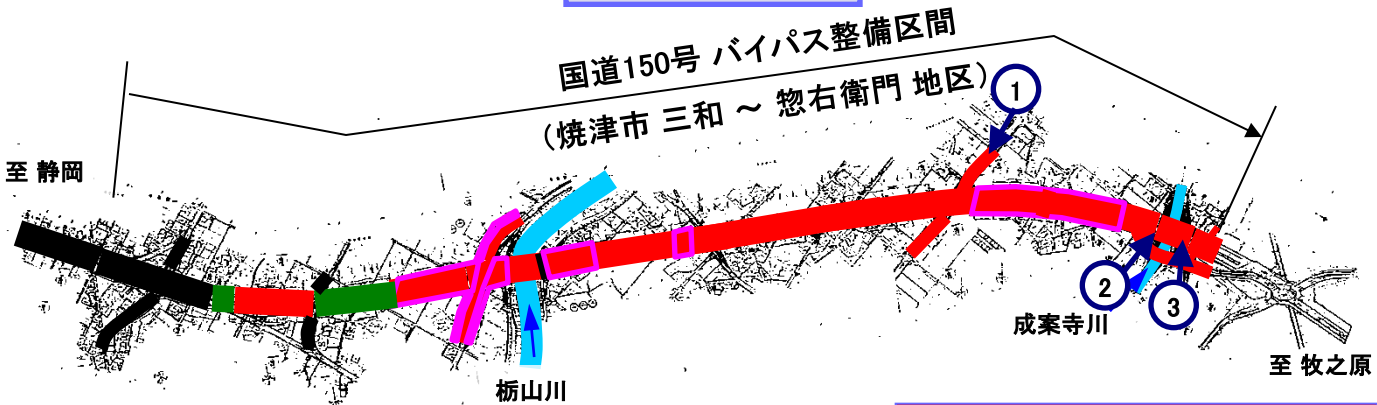 国道150号 バイパス整備区間
(焼津市 三和 ～ 惣右衛門 地区)
1
至 静岡
2
3
成案寺川
至 牧之原
栃山川